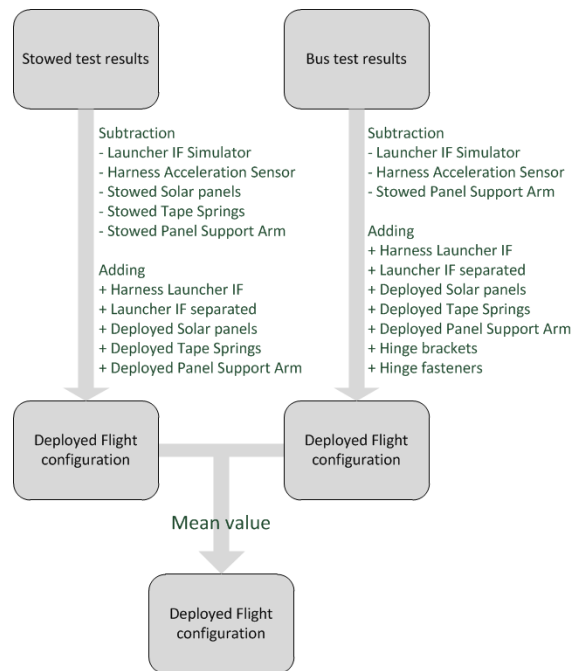 Stowed test results
Bus test results
Subtraction
- Launcher IF Simulator
- Harness Acceleration Sensor
- Stowed Solar panels
- Stowed Tape Springs
- Stowed Panel Support Arm
Adding
+ Harness Launcher IF
+ Launcher IF separated
+ Deployed Solar panels
+ Deployed Tape Springs
+ Deployed Panel Support Arm
Subtraction
- Launcher IF Simulator
- Harness Acceleration Sensor
- Stowed Panel Support Arm
Adding
+ Harness Launcher IF
+ Launcher IF separated
+ Deployed Solar panels
+ Deployed Tape Springs
+ Deployed Panel Support Arm
+ Hinge brackets
+ Hinge fasteners
Deployed Flight
configuration
Deployed Flight
configuration
Mean value
Deployed Flight
configuration